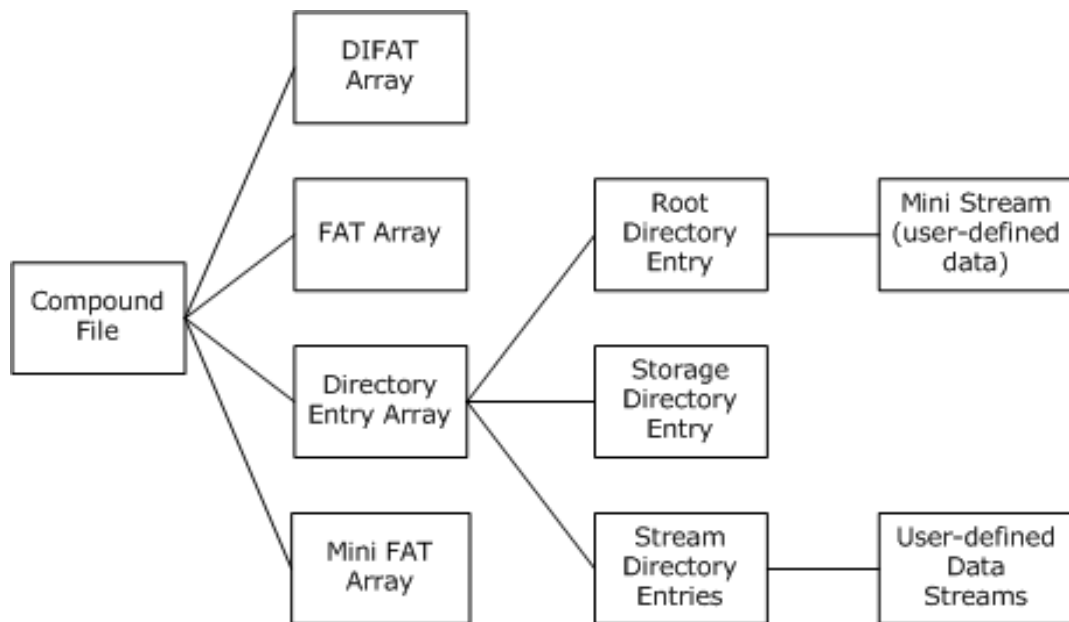 DIFAT
Array
FAT Array
Root
Directory
Entry
Mini Stream
(user-defined
data)
Compound
File
Directory
Entry Array
Storage
Directory
Entry
Mini FAT
Array
Stream
Directory
Entries
User-defined
Data
Streams